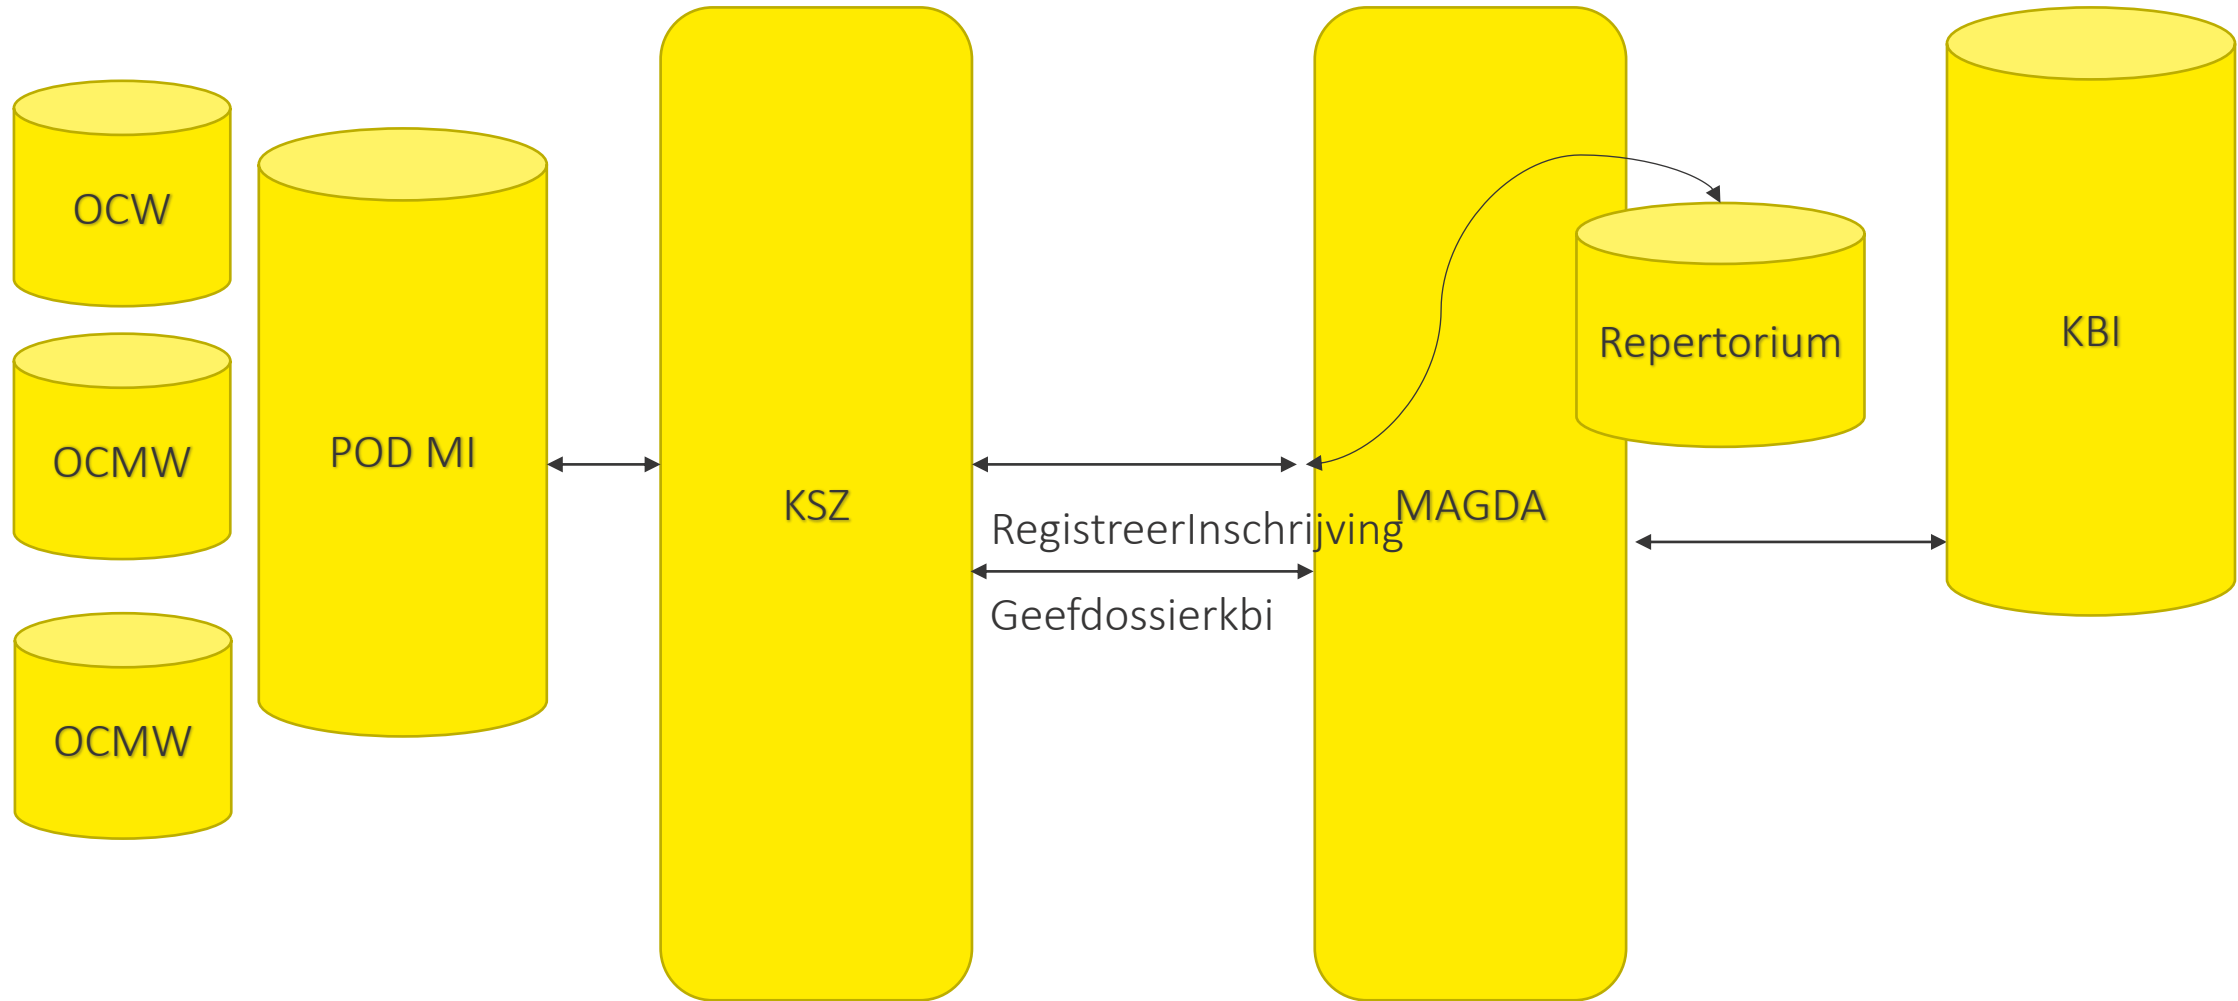 OCW
OCMW
OCMW
POD MI
KSZ
RegistreerInschrijving
Geefdossierkbi
MAGDA
Repertorium
KBI